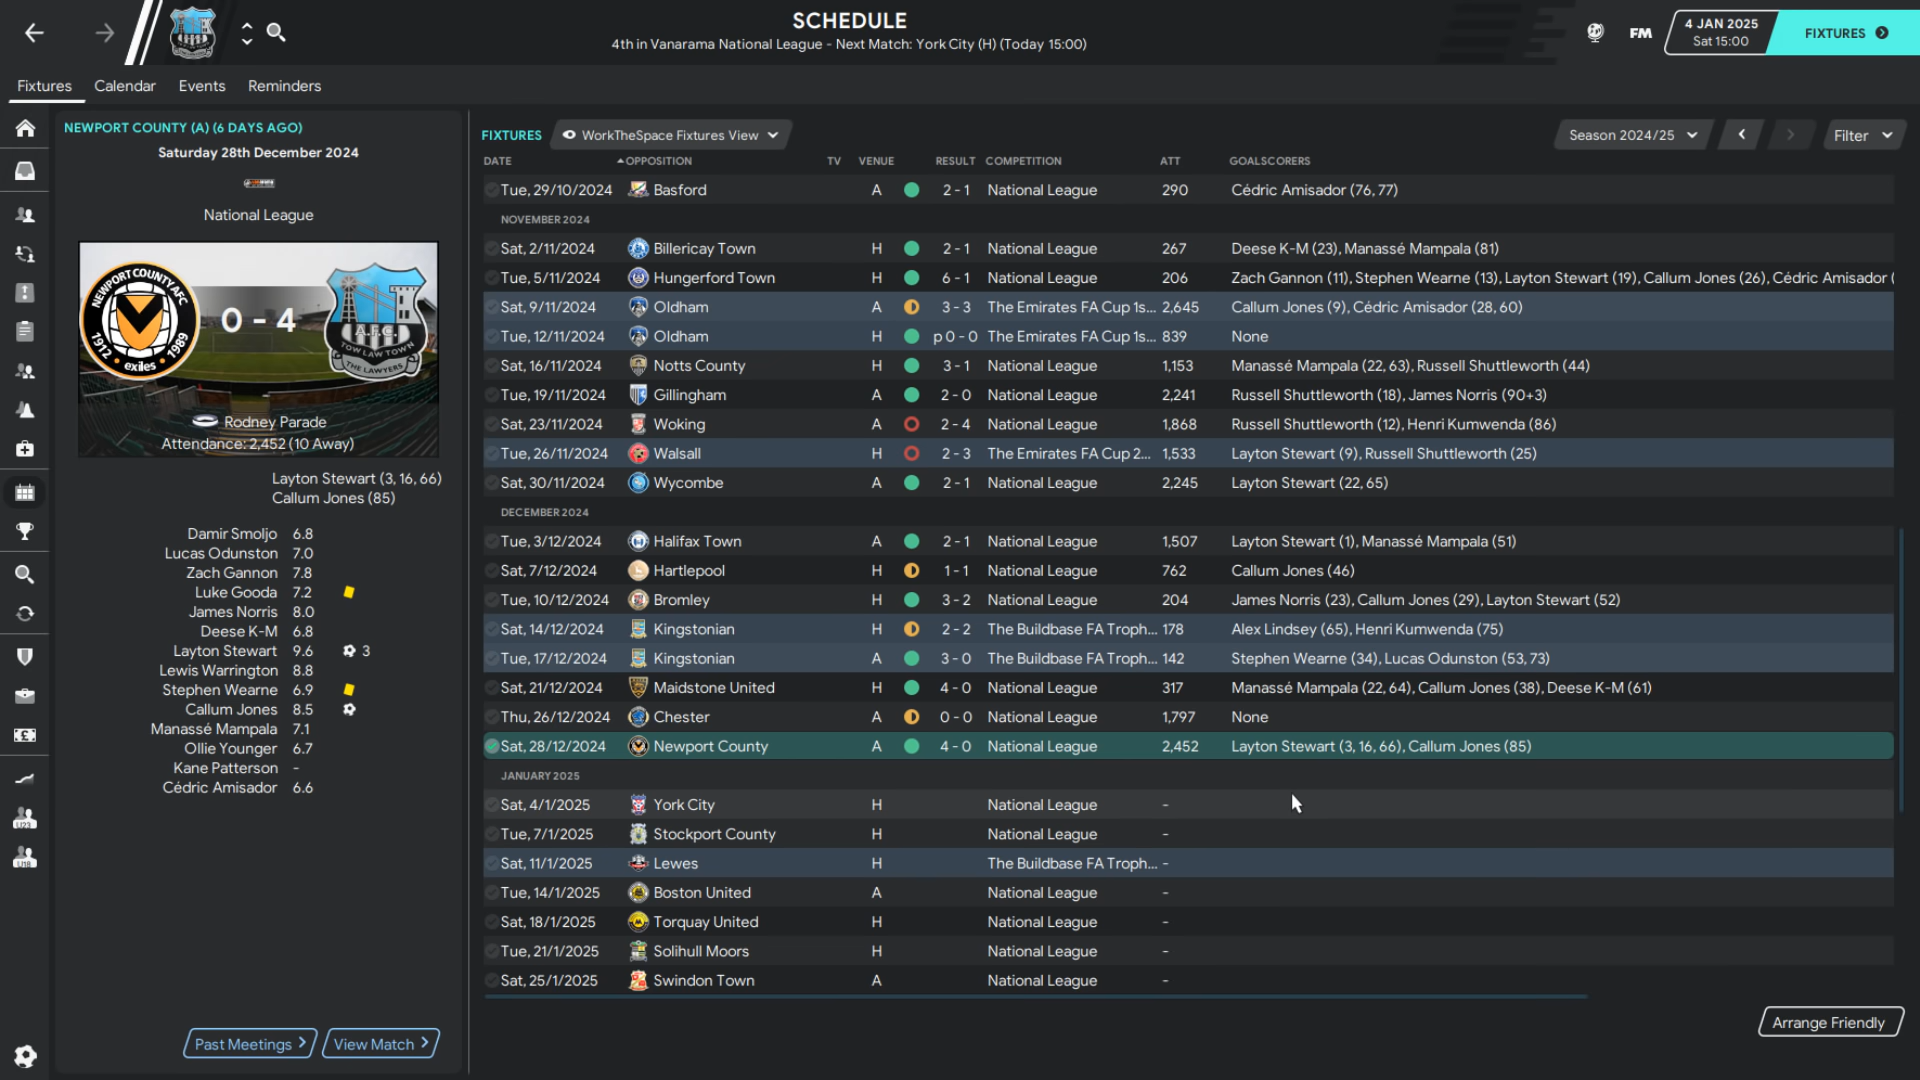 SCHEDULE
4th in Vanarama National League - Next Match: York City (H) (Today 15:00)
FM
4 JAN 2025
Sat 15:00
FIXTURES
Fixtures Calendar Events Reminders
NEWPORT COUNTY (A) (6 DAYS AGO)
Saturday 28th December 2024
National League
NEWPORT COUNTY AFC
1912 1989
exiles
0 - 4
A.F.C.
TOW LAW TOWN
THE LAWYERS
Rodney Parade
Attendance: 2,452 (10 Away)
Layton Stewart (3, 16, 66)
Callum Jones (85)
Damir Smoljo 6.8
Lucas Odunston 7.0
Zach Gannon 7.8
Luke Gooda 7.2
James Norris 8.0
Deese K-M 6.8
Layton Stewart 9.6 3
Lewis Warrington 8.8
Stephen Wearne 6.9
Callum Jones 8.5
Manassé Mampala 7.1
Ollie Younger 6.7
Kane Patterson -
Cédric Amisador 6.6
Past Meetings
View Match
FIXTURES
WorkTheSpace Fixtures View
Season 2024/25
Filter
DATE OPPOSITION TV VENUE RESULT COMPETITION ATT GOALSCORERS
Tue, 29/10/2024 Basford A 2 - 1 National League 290 Cédric Amisador (76, 77)
NOVEMBER 2024
Sat, 2/11/2024 Billericay Town H 2 - 1 National League 267 Deese K-M (23), Manassé Mampala (81)
Tue, 5/11/2024 Hungerford Town H 6 - 1 National League 206 Zach Gannon (11), Stephen Wearne (13), Layton Stewart (19), Callum Jones (26), Cédric Amisador (
Sat, 9/11/2024 Oldham A 3 - 3 The Emirates FA Cup 1s... 2,645 Callum Jones (9), Cédric Amisador (28, 60)
Tue, 12/11/2024 Oldham H p 0 - 0 The Emirates FA Cup 1s... 839 None
Sat, 16/11/2024 Notts County H 3 - 1 National League 1,153 Manassé Mampala (22, 63), Russell Shuttleworth (44)
Tue, 19/11/2024 Gillingham A 2 - 0 National League 2,241 Russell Shuttleworth (18), James Norris (90+3)
Sat, 23/11/2024 Woking A 2 - 4 National League 1,868 Russell Shuttleworth (12), Henri Kumwenda (86)
Tue, 26/11/2024 Walsall H 2 - 3 The Emirates FA Cup 2... 1,533 Layton Stewart (9), Russell Shuttleworth (25)
Sat, 30/11/2024 Wycombe A 2 - 1 National League 2,245 Layton Stewart (22, 65)
DECEMBER 2024
Tue, 3/12/2024 Halifax Town A 2 - 1 National League 1,507 Layton Stewart (1), Manassé Mampala (51)
Sat, 7/12/2024 Hartlepool H 1 - 1 National League 762 Callum Jones (46)
Tue, 10/12/2024 Bromley H 3 - 2 National League 204 James Norris (23), Callum Jones (29), Layton Stewart (52)
Sat, 14/12/2024 Kingstonian H 2 - 2 The Buildbase FA Troph... 178 Alex Lindsey (65), Henri Kumwenda (75)
Tue, 17/12/2024 Kingstonian A 3 - 0 The Buildbase FA Troph... 142 Stephen Wearne (34), Lucas Odunston (53, 73)
Sat, 21/12/2024 Maidstone United H 4 - 0 National League 317 Manassé Mampala (22, 64), Callum Jones (38), Deese K-M (61)
Thu, 26/12/2024 Chester A 0 - 0 National League 1,797 None
Sat, 28/12/2024 Newport County A 4 - 0 National League 2,452 Layton Stewart (3, 16, 66), Callum Jones (85)
JANUARY 2025
Sat, 4/1/2025 York City H National League -
Tue, 7/1/2025 Stockport County H National League -
Sat, 11/1/2025 Lewes H The Buildbase FA Troph... -
Tue, 14/1/2025 Boston United A National League -
Sat, 18/1/2025 Torquay United H National League -
Tue, 21/1/2025 Solihull Moors H National League -
Sat, 25/1/2025 Swindon Town A National League -
Arrange Friendly
U23
U18